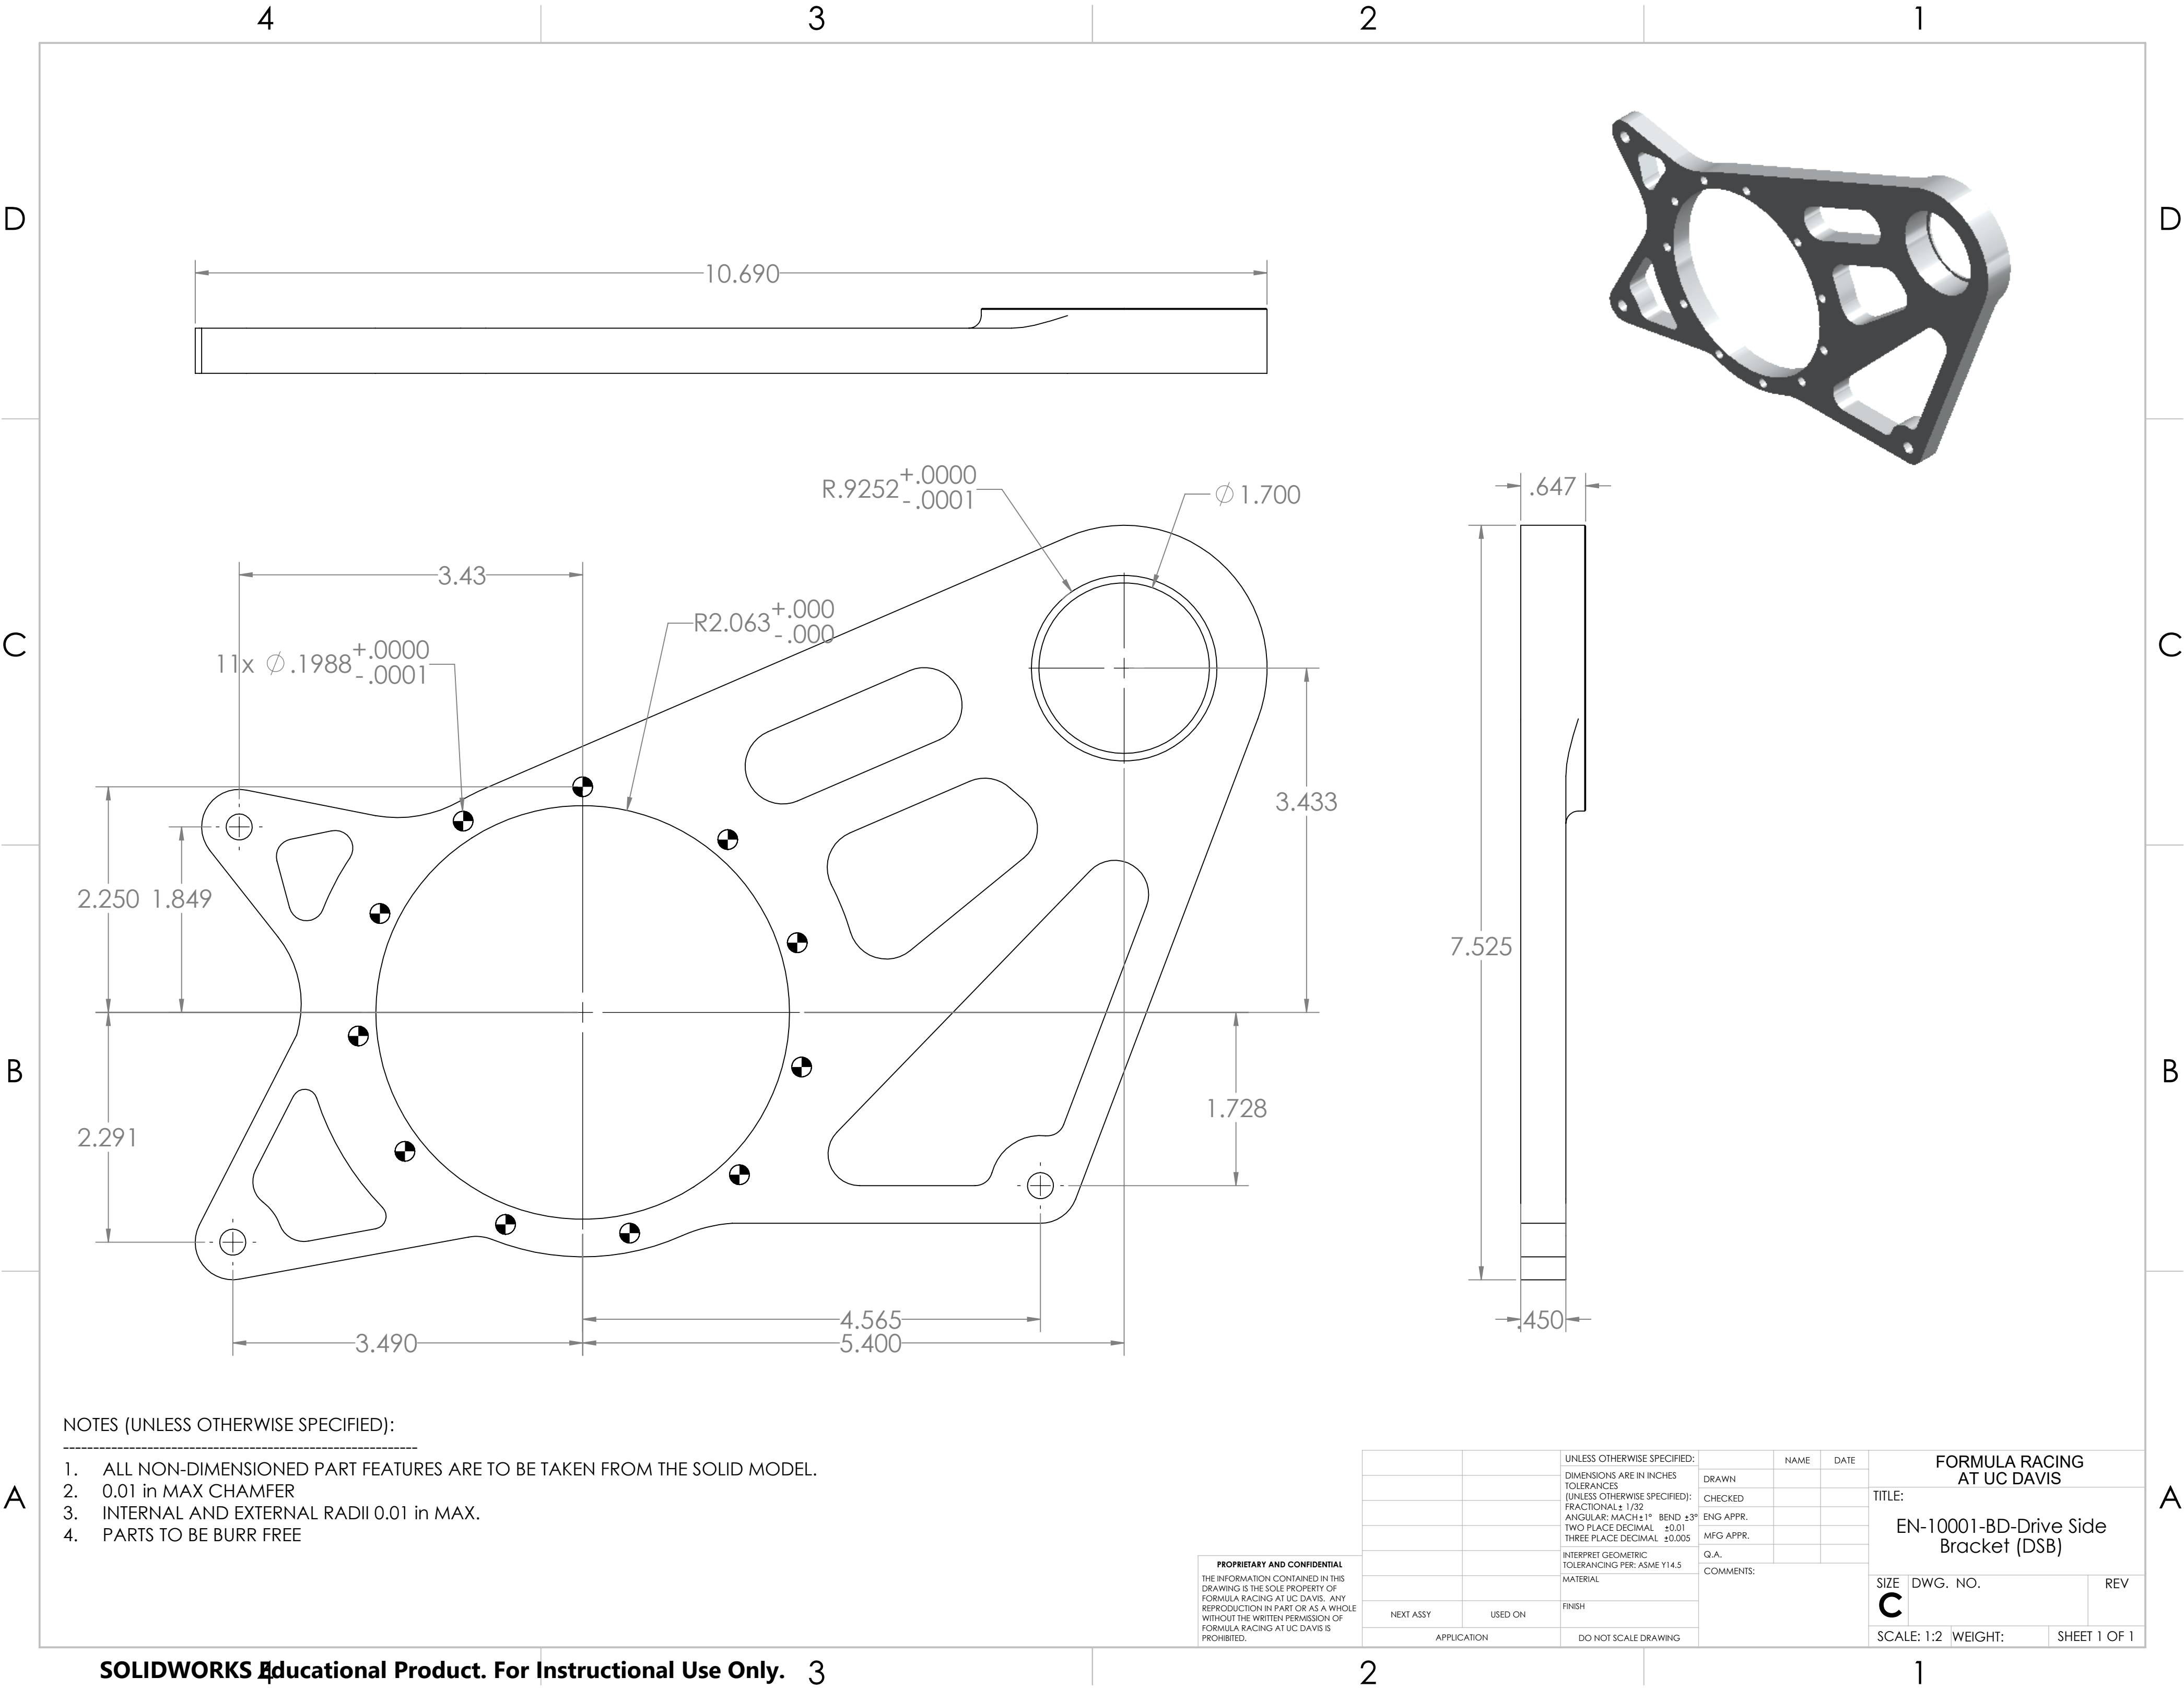 4 3 2 1
D D
10.690
R.9252 +.0000 -.0001
⌀ 1.700
.647
3.43
R2.063 +.000 -.000
11x ⌀ .1988 +.0000 -.0001
C C
3.433
2.250 1.849
7.525
B B
1.728
2.291
4.565
.450
3.490 5.400
NOTES (UNLESS OTHERWISE SPECIFIED):
-----------------------------------------------------------
1. ALL NON-DIMENSIONED PART FEATURES ARE TO BE TAKEN FROM THE SOLID MODEL.
2. 0.01 in MAX CHAMFER
3. INTERNAL AND EXTERNAL RADII 0.01 in MAX.
4. PARTS TO BE BURR FREE
A A
PROPRIETARY AND CONFIDENTIAL
THE INFORMATION CONTAINED IN THIS
DRAWING IS THE SOLE PROPERTY OF
FORMULA RACING AT UC DAVIS. ANY
REPRODUCTION IN PART OR AS A WHOLE
WITHOUT THE WRITTEN PERMISSION OF
FORMULA RACING AT UC DAVIS IS
PROHIBITED.
NEXT ASSY USED ON
APPLICATION
UNLESS OTHERWISE SPECIFIED:
DIMENSIONS ARE IN INCHES
TOLERANCES
(UNLESS OTHERWISE SPECIFIED):
FRACTIONAL± 1/32
ANGULAR: MACH±1° BEND ±3°
TWO PLACE DECIMAL ±0.01
THREE PLACE DECIMAL ±0.005
INTERPRET GEOMETRIC
TOLERANCING PER: ASME Y14.5
MATERIAL
FINISH
DO NOT SCALE DRAWING
NAME DATE
DRAWN
CHECKED
ENG APPR.
MFG APPR.
Q.A.
COMMENTS:
FORMULA RACING
AT UC DAVIS
TITLE:
EN-10001-BD-Drive Side
Bracket (DSB)
SIZE DWG. NO. REV
C
SCALE: 1:2 WEIGHT: SHEET 1 OF 1
SOLIDWORKS Educational Product. For Instructional Use Only.
4 3 2 1